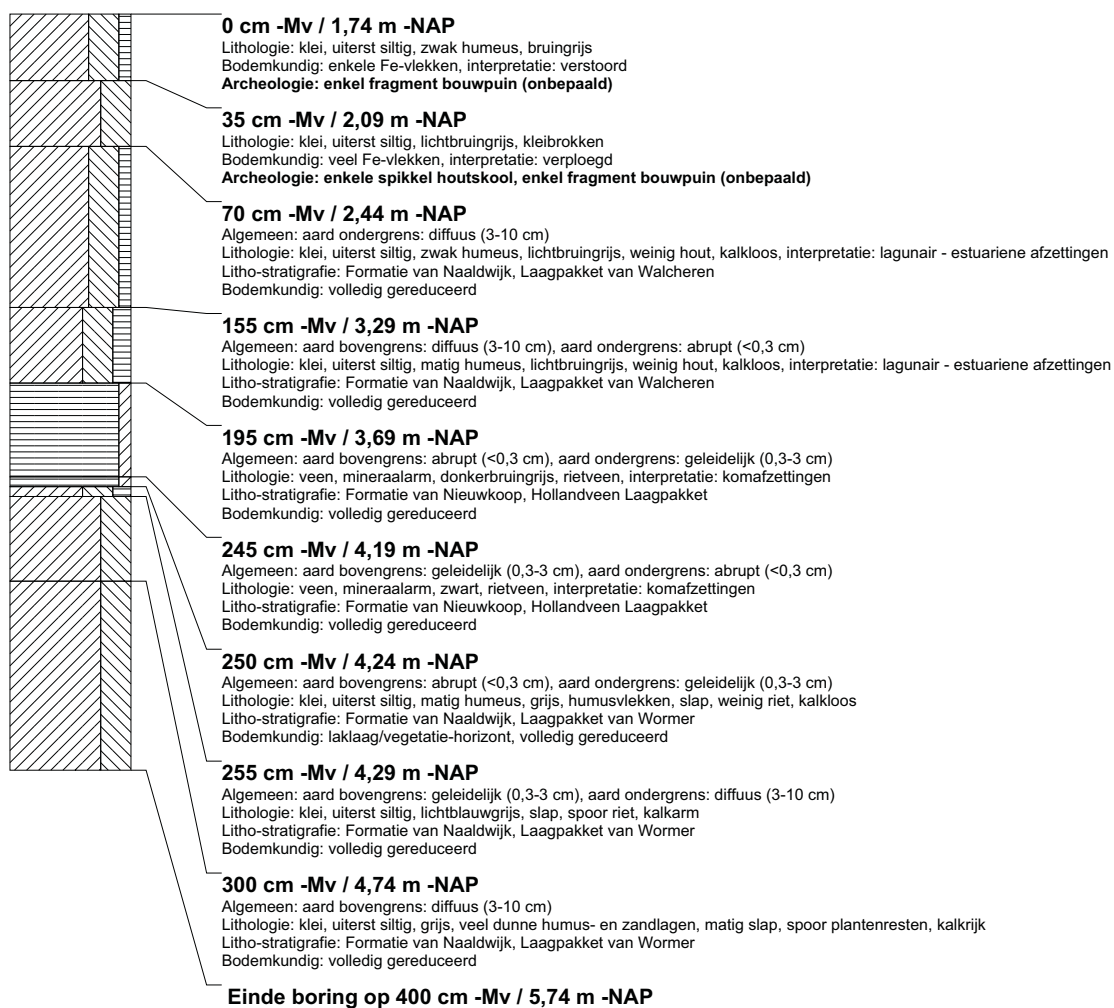 0 cm -Mv / 1,74 m -NAP
Lithologie: klei, uiterst siltig, zwak humeus, bruingrijs
Bodemkundig: enkele Fe-vlekken, interpretatie: verstoord
Archeologie: enkel fragment bouwpuin (onbepaald)
35 cm -Mv / 2,09 m -NAP
Lithologie: klei, uiterst siltig, lichtbruingrijs, kleibrokken
Bodemkundig: veel Fe-vlekken, interpretatie: verploegd
Archeologie: enkele spikkel houtskool, enkel fragment bouwpuin (onbepaald)
70 cm -Mv / 2,44 m -NAP
Algemeen: aard ondergrens: diffuus (3-10 cm)
Lithologie: klei, uiterst siltig, zwak humeus, lichtbruingrijs, weinig hout, kalkloos, interpretatie: lagunair - estuariene afzettingen
Litho-stratigrafie: Formatie van Naaldwijk, Laagpakket van Walcheren
Bodemkundig: volledig gereduceerd
155 cm -Mv / 3,29 m -NAP
Algemeen: aard bovengrens: diffuus (3-10 cm), aard ondergrens: abrupt (<0,3 cm)
Lithologie: klei, uiterst siltig, matig humeus, lichtbruingrijs, weinig hout, kalkloos, interpretatie: lagunair - estuariene afzettingen
Litho-stratigrafie: Formatie van Naaldwijk, Laagpakket van Walcheren
Bodemkundig: volledig gereduceerd
195 cm -Mv / 3,69 m -NAP
Algemeen: aard bovengrens: abrupt (<0,3 cm), aard ondergrens: geleidelijk (0,3-3 cm)
Lithologie: veen, mineraalarm, donkerbruingrijs, rietveen, interpretatie: komafzettingen
Litho-stratigrafie: Formatie van Nieuwkoop, Hollandveen Laagpakket
Bodemkundig: volledig gereduceerd
245 cm -Mv / 4,19 m -NAP
Algemeen: aard bovengrens: geleidelijk (0,3-3 cm), aard ondergrens: abrupt (<0,3 cm)
Lithologie: veen, mineraalarm, zwart, rietveen, interpretatie: komafzettingen
Litho-stratigrafie: Formatie van Nieuwkoop, Hollandveen Laagpakket
Bodemkundig: volledig gereduceerd
250 cm -Mv / 4,24 m -NAP
Algemeen: aard bovengrens: abrupt (<0,3 cm), aard ondergrens: geleidelijk (0,3-3 cm)
Lithologie: klei, uiterst siltig, matig humeus, grijs, humusvlekken, slap, weinig riet, kalkloos
Litho-stratigrafie: Formatie van Naaldwijk, Laagpakket van Wormer
Bodemkundig: laklaag/vegetatie-horizont, volledig gereduceerd
255 cm -Mv / 4,29 m -NAP
Algemeen: aard bovengrens: geleidelijk (0,3-3 cm), aard ondergrens: diffuus (3-10 cm)
Lithologie: klei, uiterst siltig, lichtblauwgrijs, slap, spoor riet, kalkarm
Litho-stratigrafie: Formatie van Naaldwijk, Laagpakket van Wormer
Bodemkundig: volledig gereduceerd
300 cm -Mv / 4,74 m -NAP
Algemeen: aard bovengrens: diffuus (3-10 cm)
Lithologie: klei, uiterst siltig, grijs, veel dunne humus- en zandlagen, matig slap, spoor plantenresten, kalkrijk
Litho-stratigrafie: Formatie van Naaldwijk, Laagpakket van Wormer
Bodemkundig: volledig gereduceerd
Einde boring op 400 cm -Mv / 5,74 m -NAP